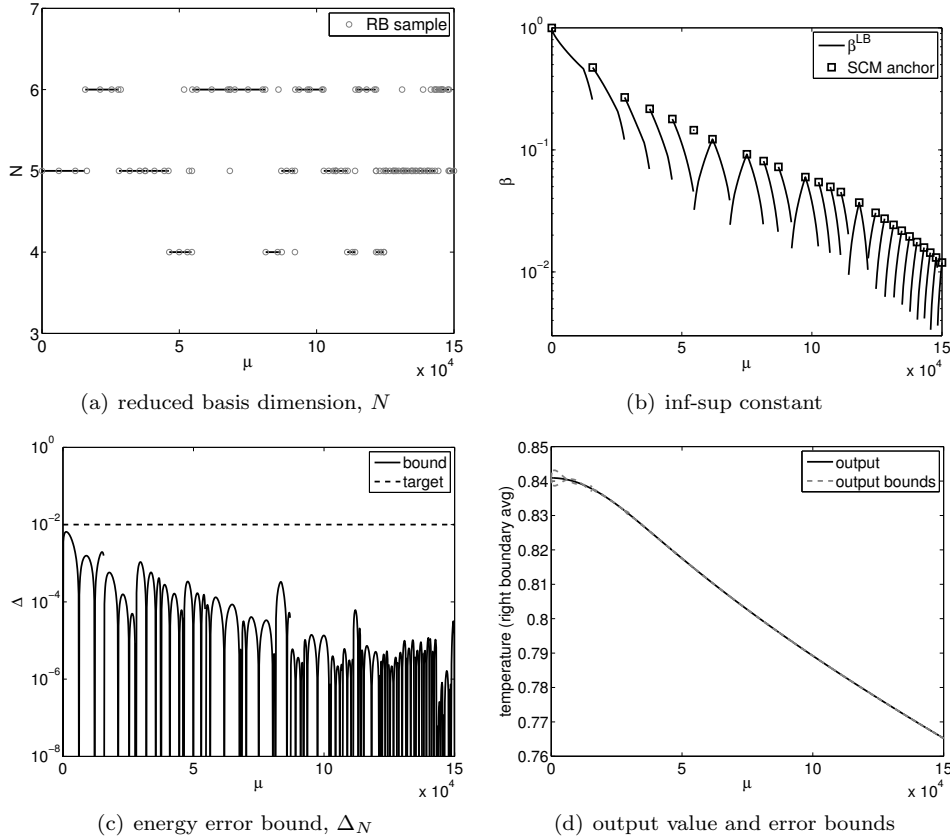 7
6
5
4
3
N
0
5
10
15
μ
x 10^4
RB sample
(a) reduced basis dimension, N
10^0
10^-1
10^-2
β
0
5
10
15
μ
x 10^4
β^LB
SCM anchor
(b) inf-sup constant
10^0
10^-2
10^-4
10^-6
10^-8
Δ
0
5
10
15
μ
x 10^4
bound
target
(c) energy error bound, Δ_N
0.85
0.84
0.83
0.82
0.81
0.8
0.79
0.78
0.77
0.76
temperature (right boundary avg)
0
5
10
15
μ
x 10^4
output
output bounds
(d) output value and error bounds